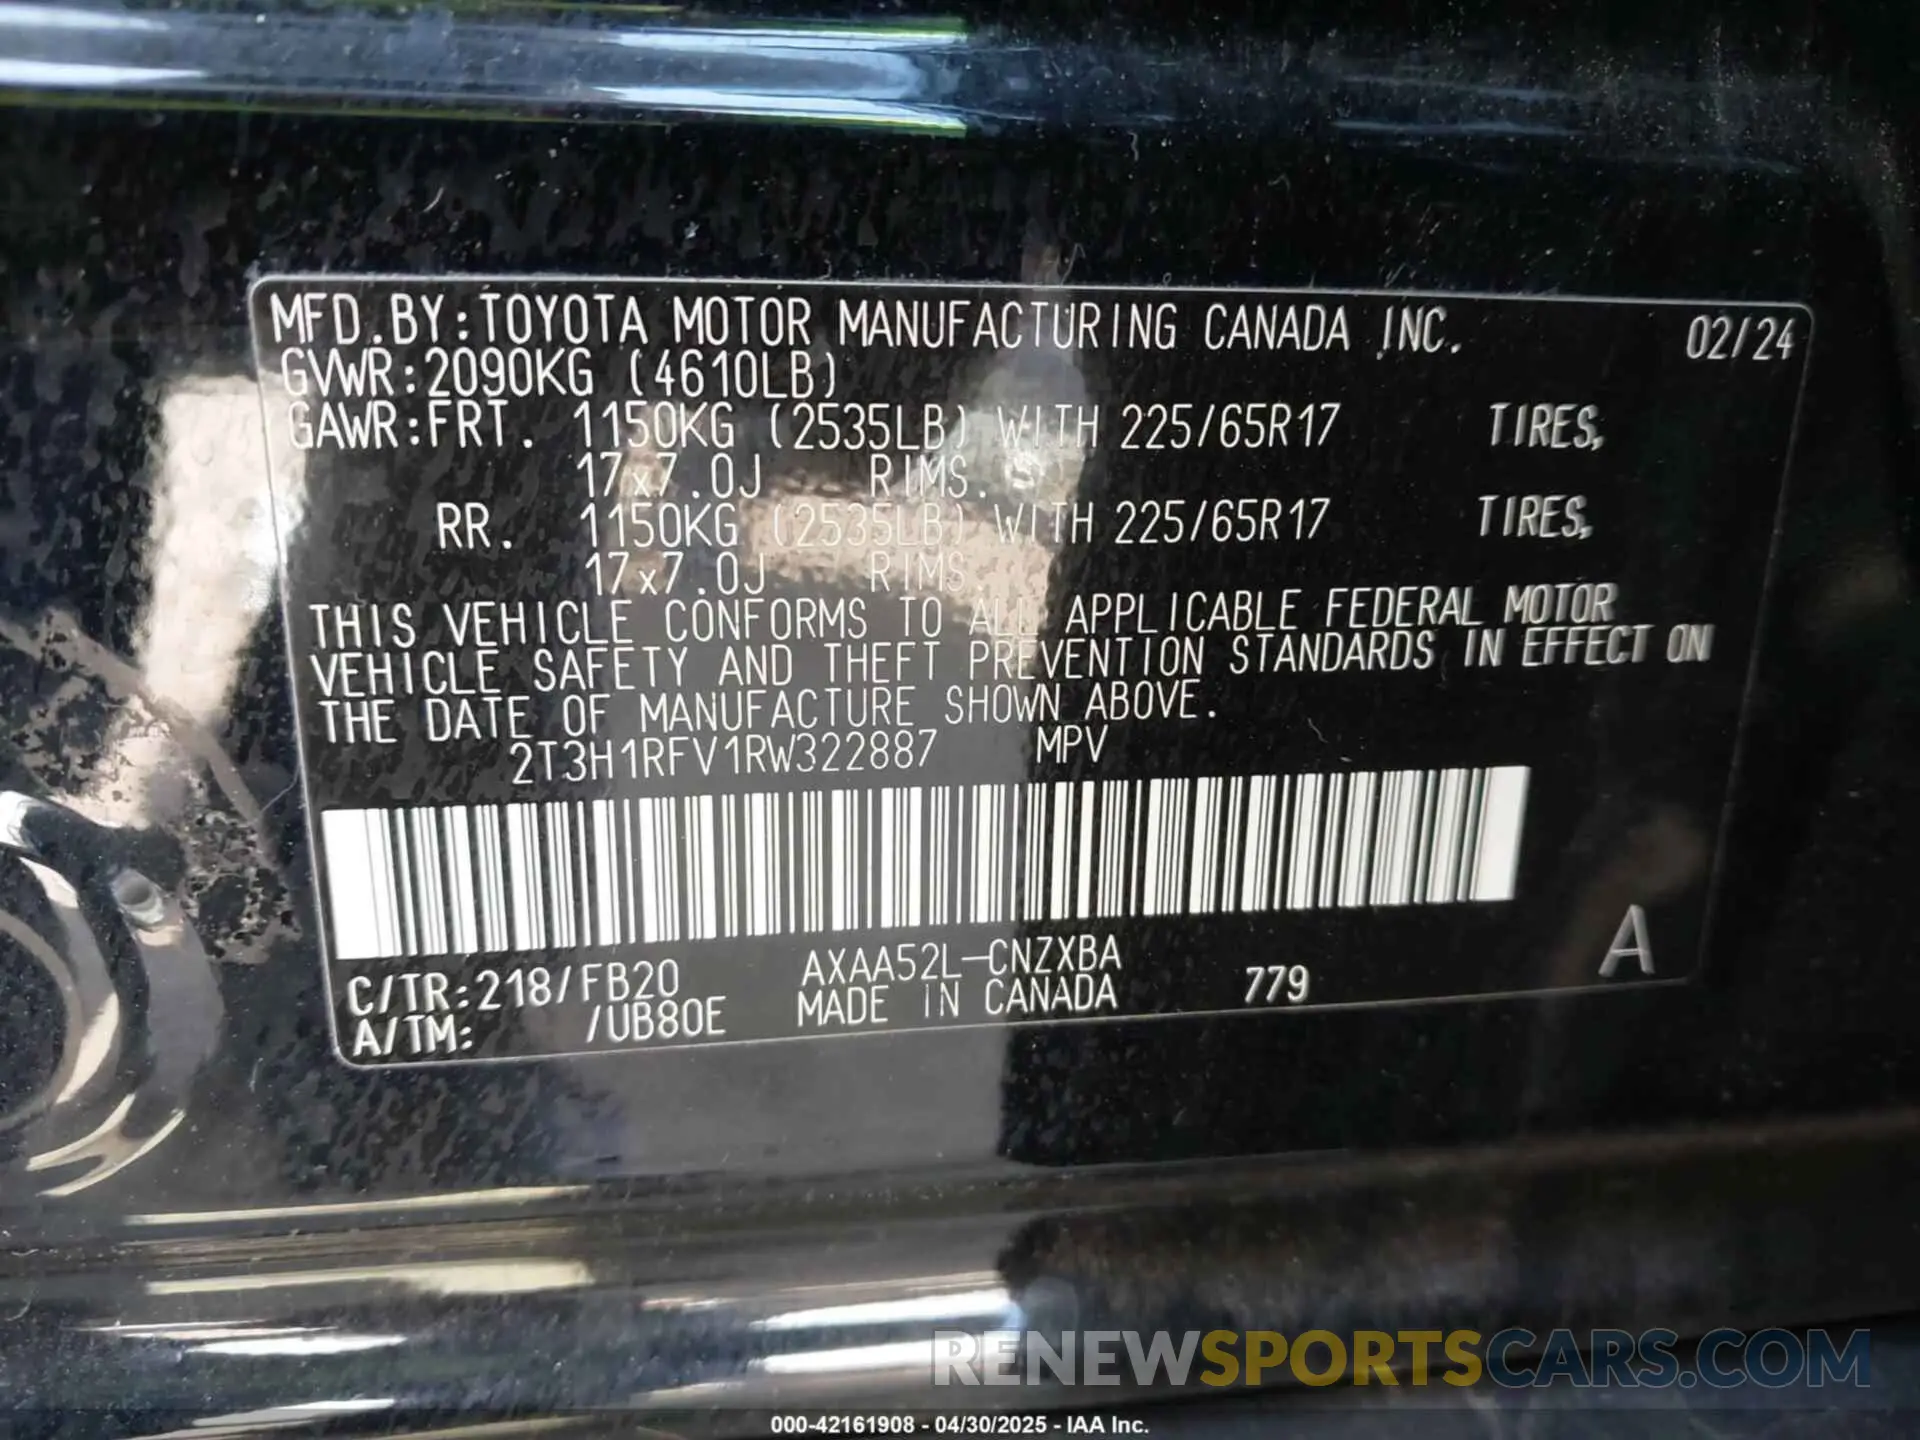 MFD.BY:TOYOTA MOTOR MANUFACTURING CANADA INC. 02/24
GVWR:2090KG (4610LB)
GAWR:FRT. 1150KG (2535LB) WITH 225/65R17 TIRES,
17x7.0J RIMS.
RR. 1150KG (2535LB) WITH 225/65R17 TIRES,
17x7.0J RIMS.
THIS VEHICLE CONFORMS TO ALL APPLICABLE FEDERAL MOTOR
VEHICLE SAFETY AND THEFT PREVENTION STANDARDS IN EFFECT ON
THE DATE OF MANUFACTURE SHOWN ABOVE.
2T3H1RFV1RW322887 MPV
C/TR:218/FB20 AXAA52L-CNZXBA 779 A
A/TM: /UB80E MADE IN CANADA
RENEWSPORTSCARS.COM
000-42161908 - 04/30/2025 - IAA Inc.